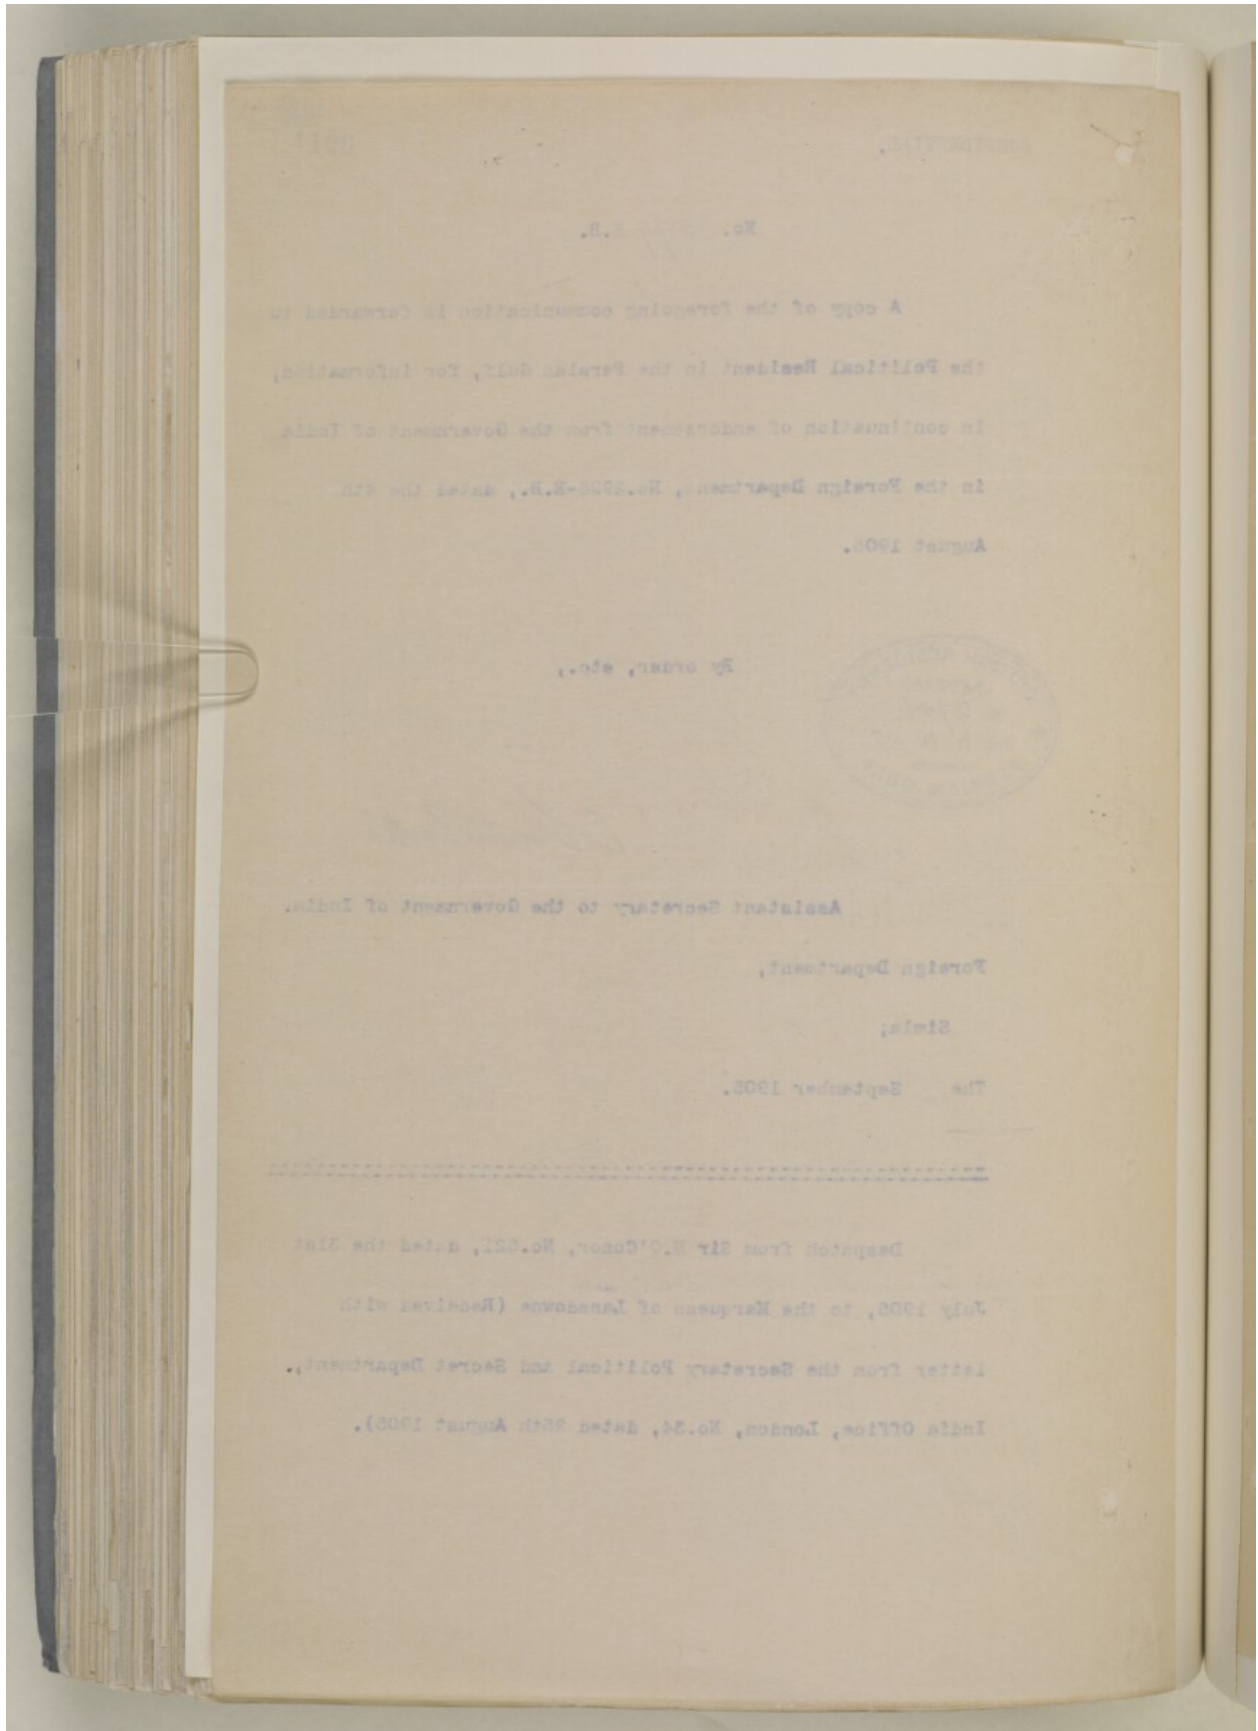 CONFIDENTIAL.
No. E.B.
A copy of the foregoing communication is forwarded to
the Political Resident in the Persian Gulf, for information,
in continuation of endorsement from the Government of India
in the Foreign Department, No.2996-E.B., dated the 4th
August 1905.
By order, etc.,
Assistant Secretary to the Government of India.
Foreign Department,
Simla;
The September 1905.
Despatch from Sir N.O'Conor, No.521, dated the 31st
July 1905, to the Marquess of Lansdowne (Received with
letter from the Secretary Political and Secret Department,.
India Office, London, No.34, dated 25th August 1905).